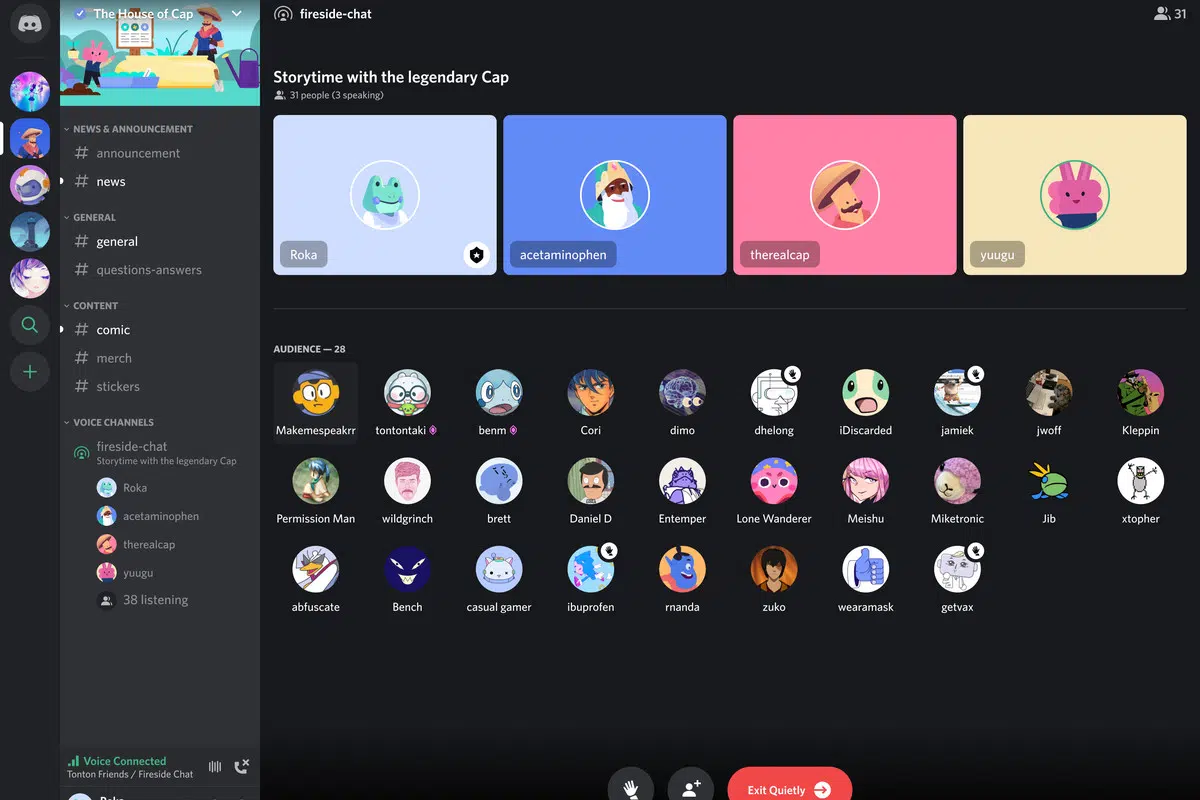 The House of Cap
NEWS & ANNOUNCEMENT
announcement
news
GENERAL
general
questions-answers
CONTENT
comic
merch
stickers
VOICE CHANNELS
fireside-chat
Storytime with the legendary Cap
Roka
acetaminophen
therealcap
yuugu
38 listening
Voice Connected
Tonton Friends / Fireside Chat
Roka
fireside-chat
31
Storytime with the legendary Cap
31 people (3 speaking)
Roka
acetaminophen
therealcap
yuugu
AUDIENCE — 28
Makemespeakrr
tontontaki
benm
Cori
dimo
dhelong
iDiscarded
jamiek
jwoff
Kleppin
Permission Man
wildgrinch
brett
Daniel D
Entemper
Lone Wanderer
Meishu
Miketronic
Jib
xtopher
abfuscate
Bench
casual gamer
ibuprofen
rnanda
zuko
wearamask
getvax
Exit Quietly